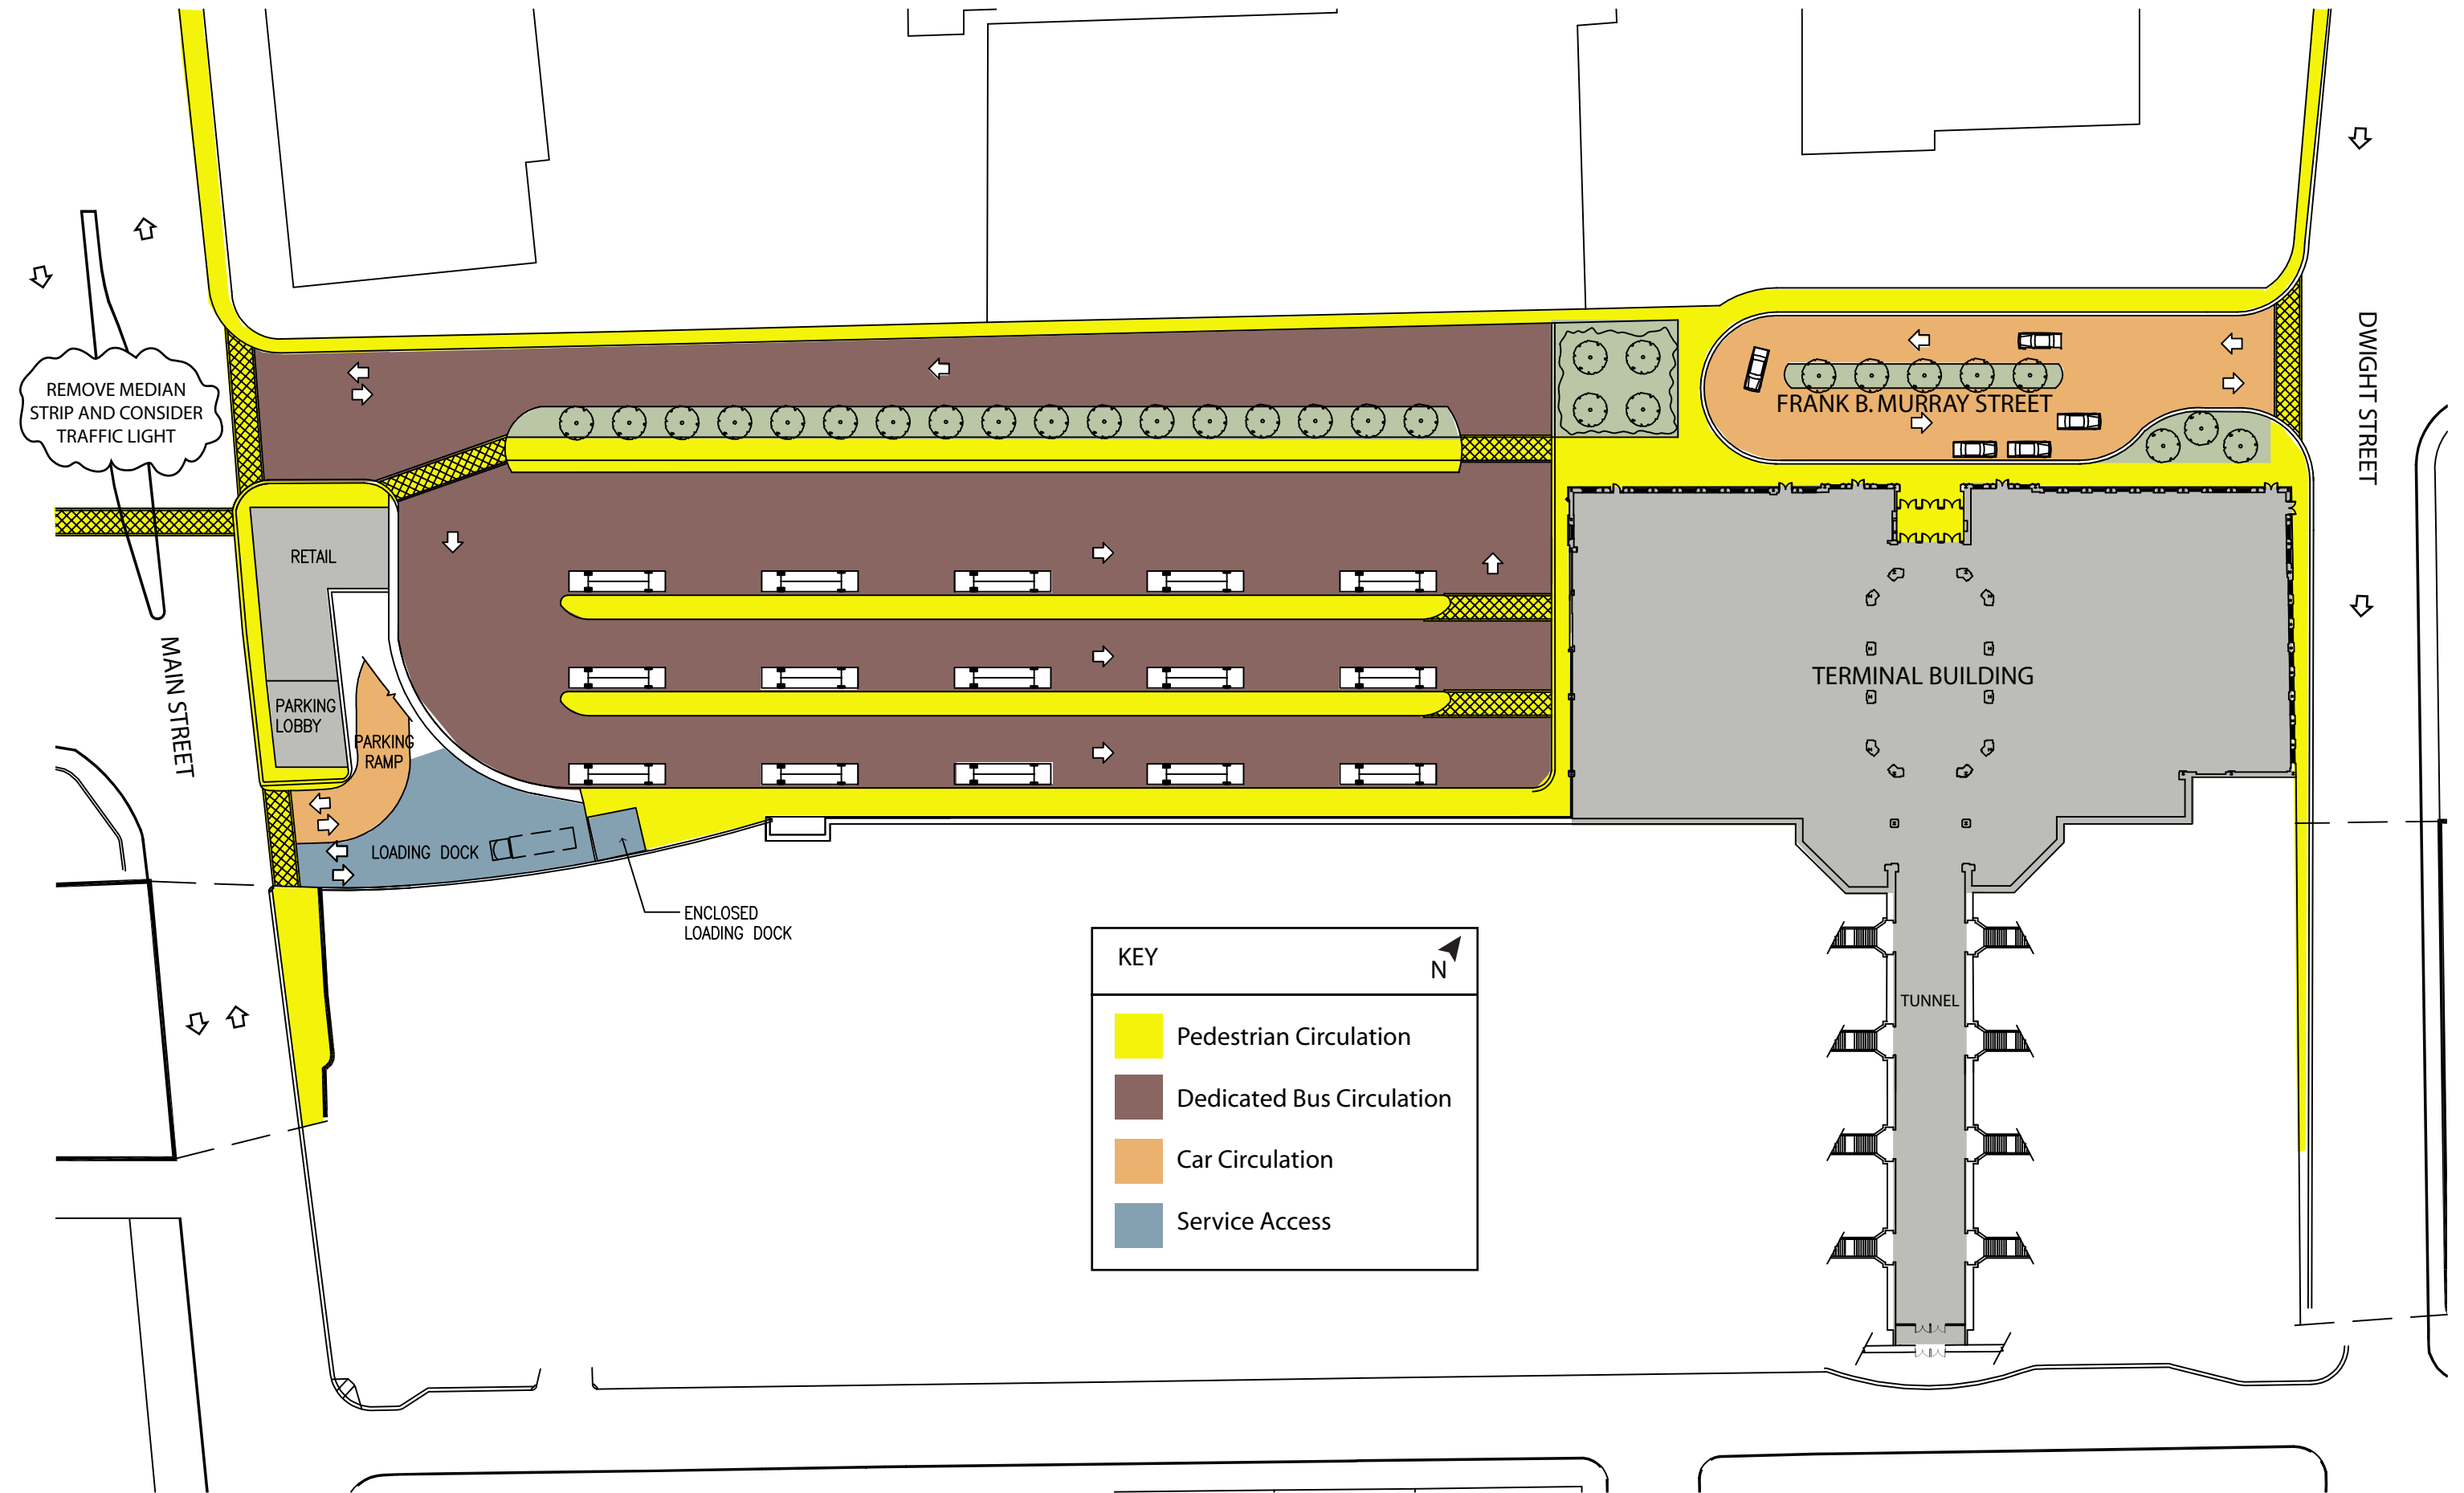 REMOVE MEDIAN
STRIP AND CONSIDER
TRAFFIC LIGHT
MAIN STREET
RETAIL
PARKING
LOBBY
PARKING
RAMP
LOADING DOCK
ENCLOSED
LOADING DOCK
FRANK B. MURRAY STREET
DWIGHT STREET
TERMINAL BUILDING
TUNNEL
KEY
N
Pedestrian Circulation
Dedicated Bus Circulation
Car Circulation
Service Access